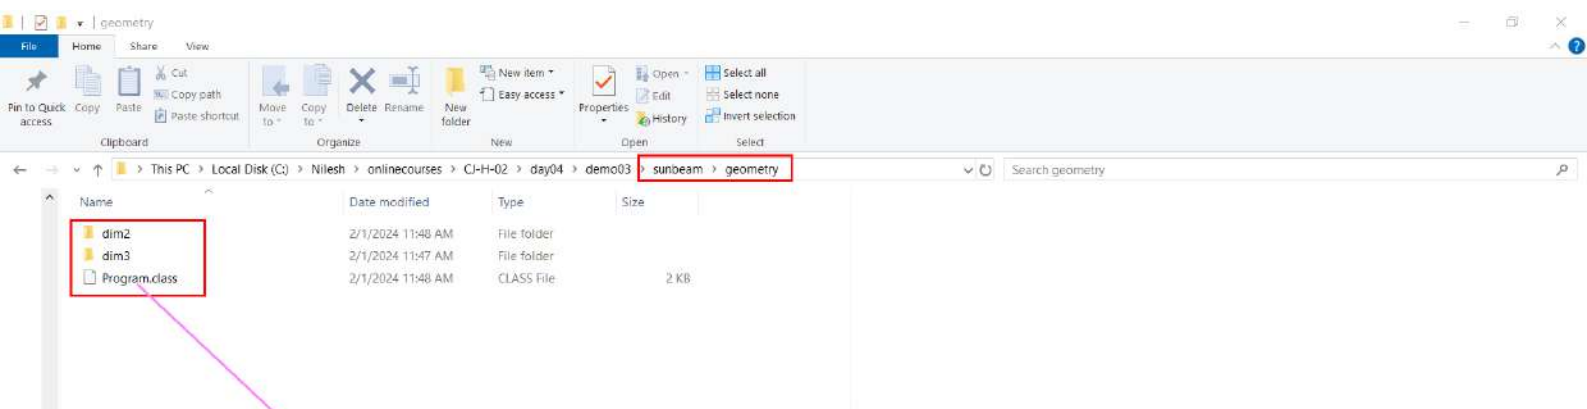 geometry
File Home Share View
Pin to Quick access
Copy
Paste
Cut
Copy path
Paste shortcut
Clipboard
Move to
Copy to
Delete
Rename
Organize
New folder
New item
Easy access
New
Properties
Open
Edit
History
Open
Select all
Select none
Invert selection
Select
This PC > Local Disk (C:) > Nilesh > onlinecourses > CJ-H-02 > day04 > demo03 > sunbeam > geometry
Search geometry
Name Date modified Type Size
dim2 2/1/2024 11:48 AM File folder
dim3 2/1/2024 11:47 AM File folder
Program.class 2/1/2024 11:48 AM CLASS File 2 KB